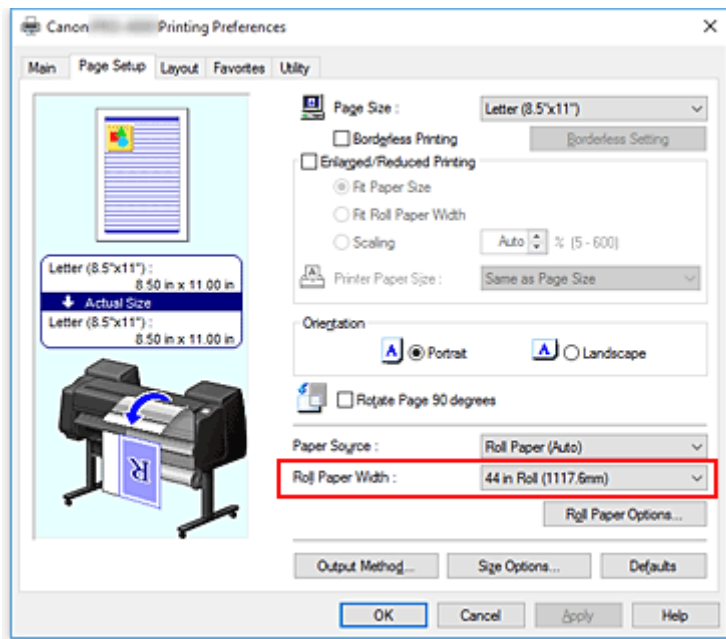 Canon Printing Preferences
Main Page Setup Layout Favorites Utility
Page Size : Letter (8.5"x11")
Borderless Printing Borderless Setting
Enlarged/Reduced Printing
Fit Paper Size
Fit Roll Paper Width
Scaling Auto % (5 - 600)
Printer Paper Size : Same as Page Size
Letter (8.5"x11") :
8.50 in x 11.00 in
Actual Size
Letter (8.5"x11") :
8.50 in x 11.00 in
Orientation
A Portrait A Landscape
Rotate Page 90 degrees
R
Paper Source : Roll Paper (Auto)
Roll Paper Width : 44 in Roll (1117.6mm)
Roll Paper Options...
Output Method... Size Options... Defaults
OK Cancel Apply Help